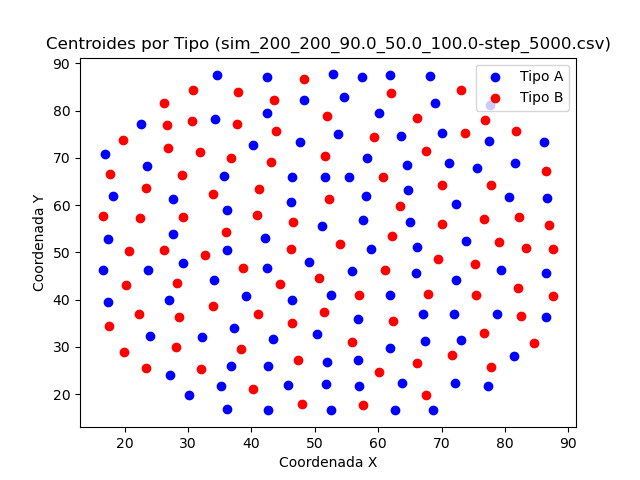 Centroides por Tipo (sim_200_200_90.0_50.0_100.0-step_5000.csv)
Tipo A
Tipo B
90
80
70
60
50
40
30
20
Coordenada Y
20 30 40 50 60 70 80 90
Coordenada X